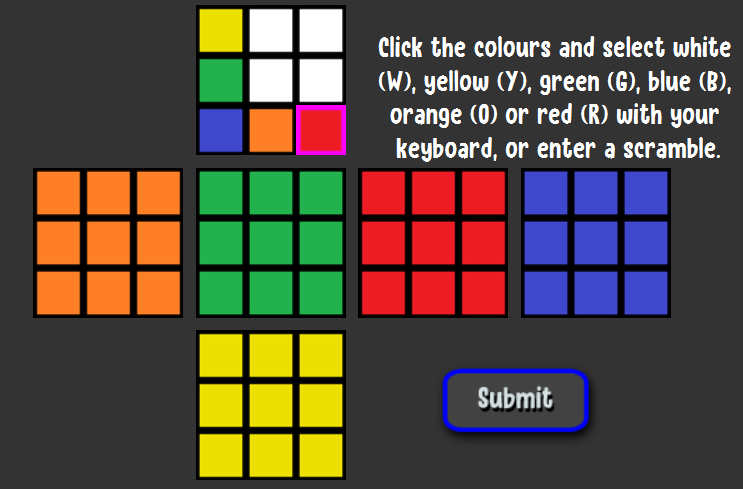 Click the colours and select white
(W), yellow (Y), green (G), blue (B),
orange (O) or red (R) with your
keyboard, or enter a scramble.
Submit